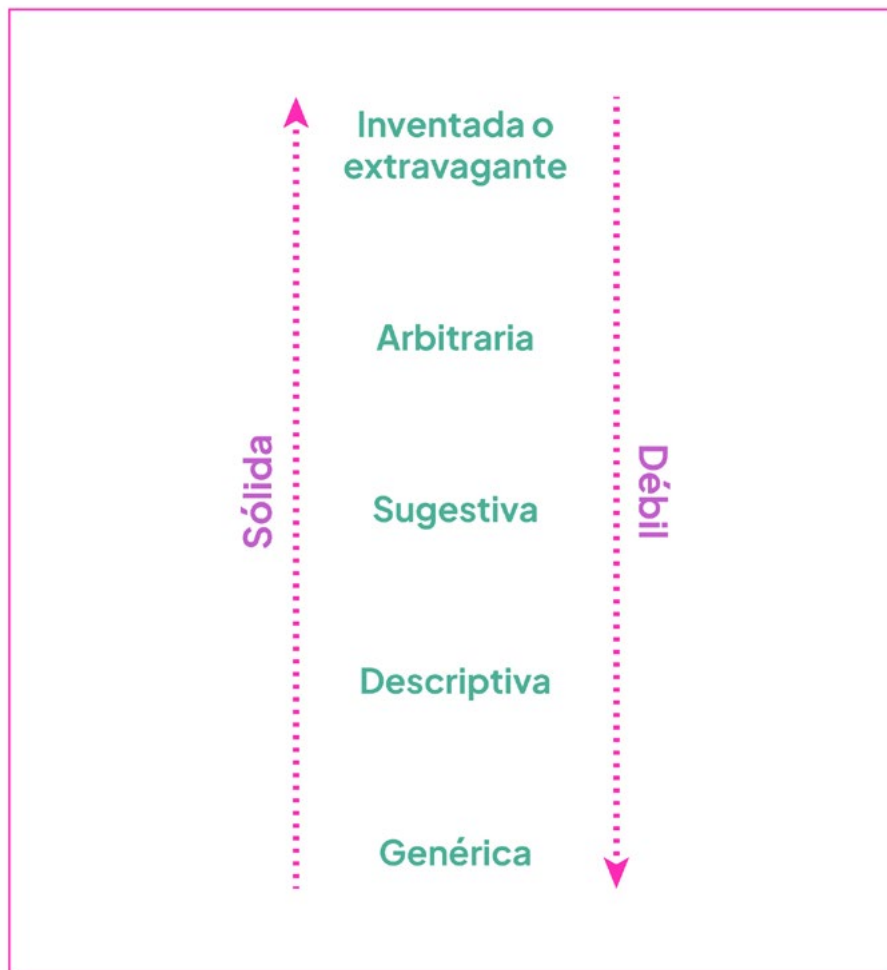 Inventada o
extravagante
Arbitraria
Sólida
Débil
Sugestiva
Descriptiva
Genérica